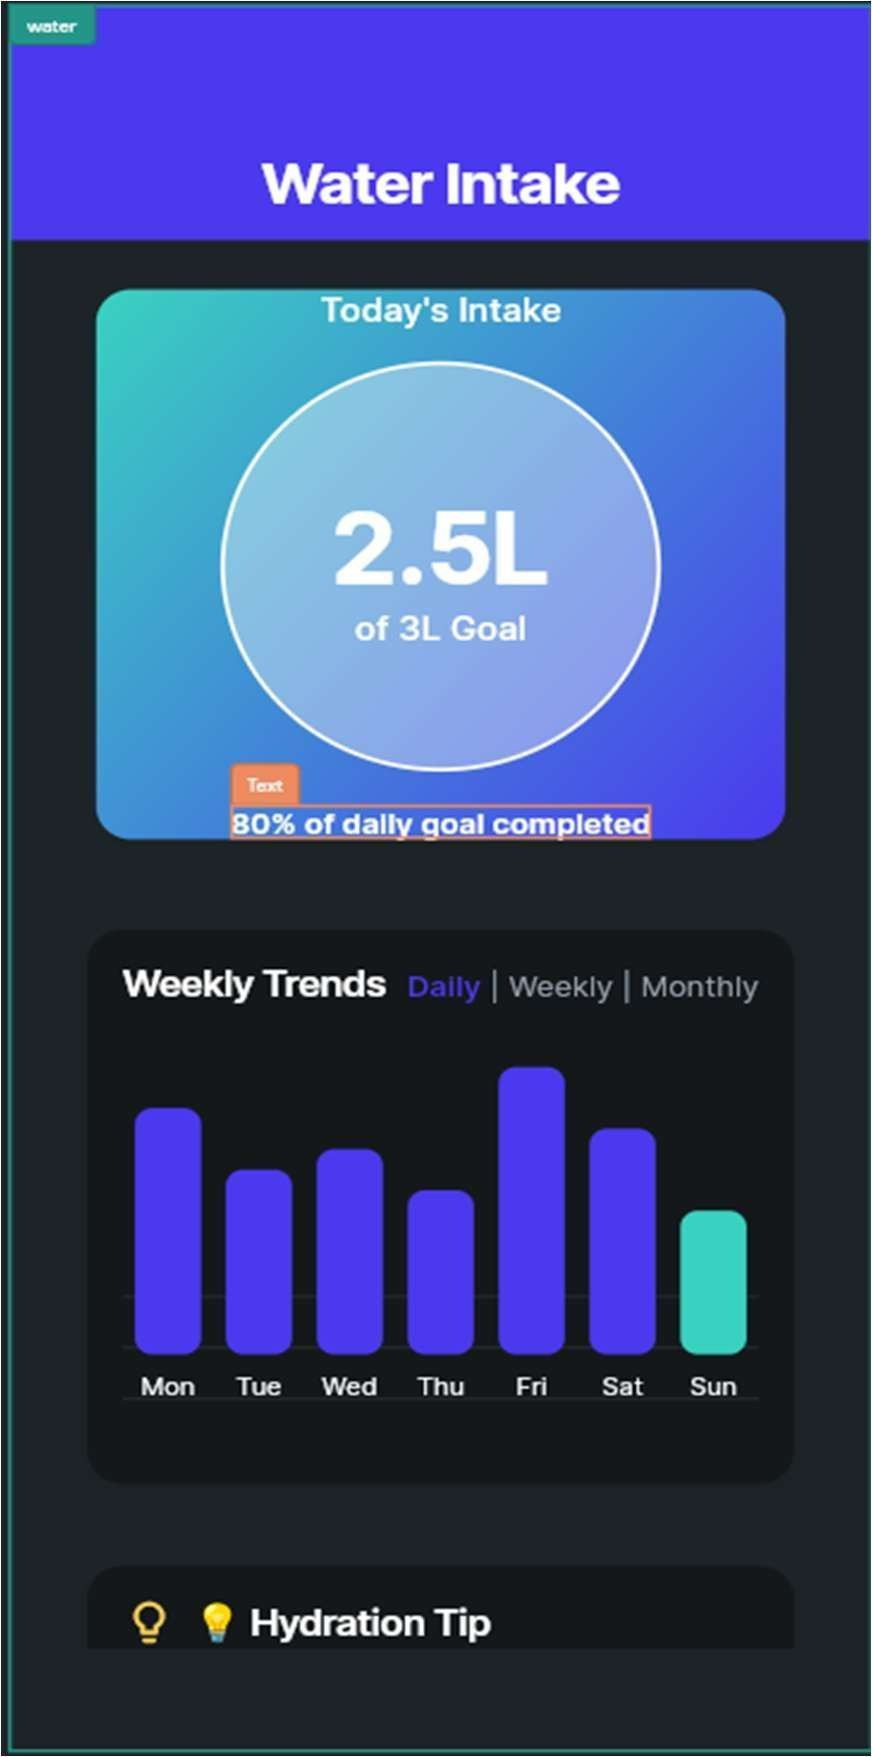 water
Water Intake
Today's Intake
2.5L
of 3L Goal
Text
80% of daily goal completed
Weekly Trends Daily | Weekly | Monthly
Mon Tue Wed Thu Fri Sat Sun
💡 Hydration Tip